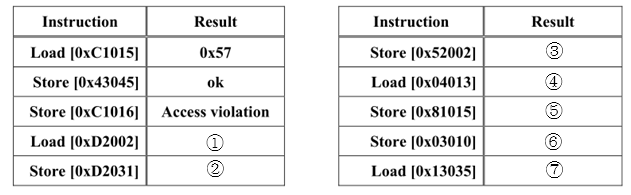 Instruction Result
Load [0xC1015] 0x57
Store [0x43045] ok
Store [0xC1016] Access violation
Load [0xD2002] ①
Store [0xD2031] ②
Instruction Result
Store [0x52002] ③
Load [0x04013] ④
Store [0x81015] ⑤
Store [0x03010] ⑥
Load [0x13035] ⑦